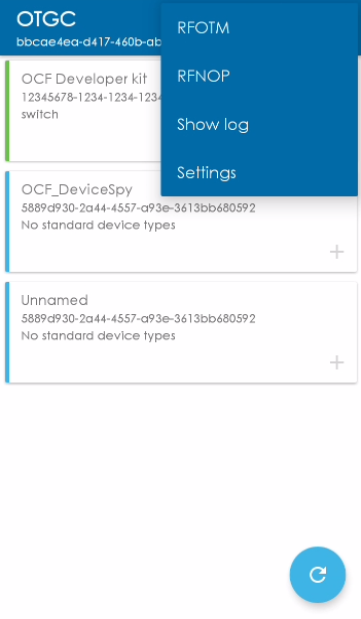 OTGC
bbcae4ea-d417-460b-ab
RFOTM
RFNOP
Show log
Settings
OCF Developer kit
12345678-1234-1234-1234
switch
OCF_DeviceSpy
5889d930-2a44-4557-a93e-3613bb680592
No standard device types
+
Unnamed
5889d930-2a44-4557-a93e-3613bb680592
No standard device types
+